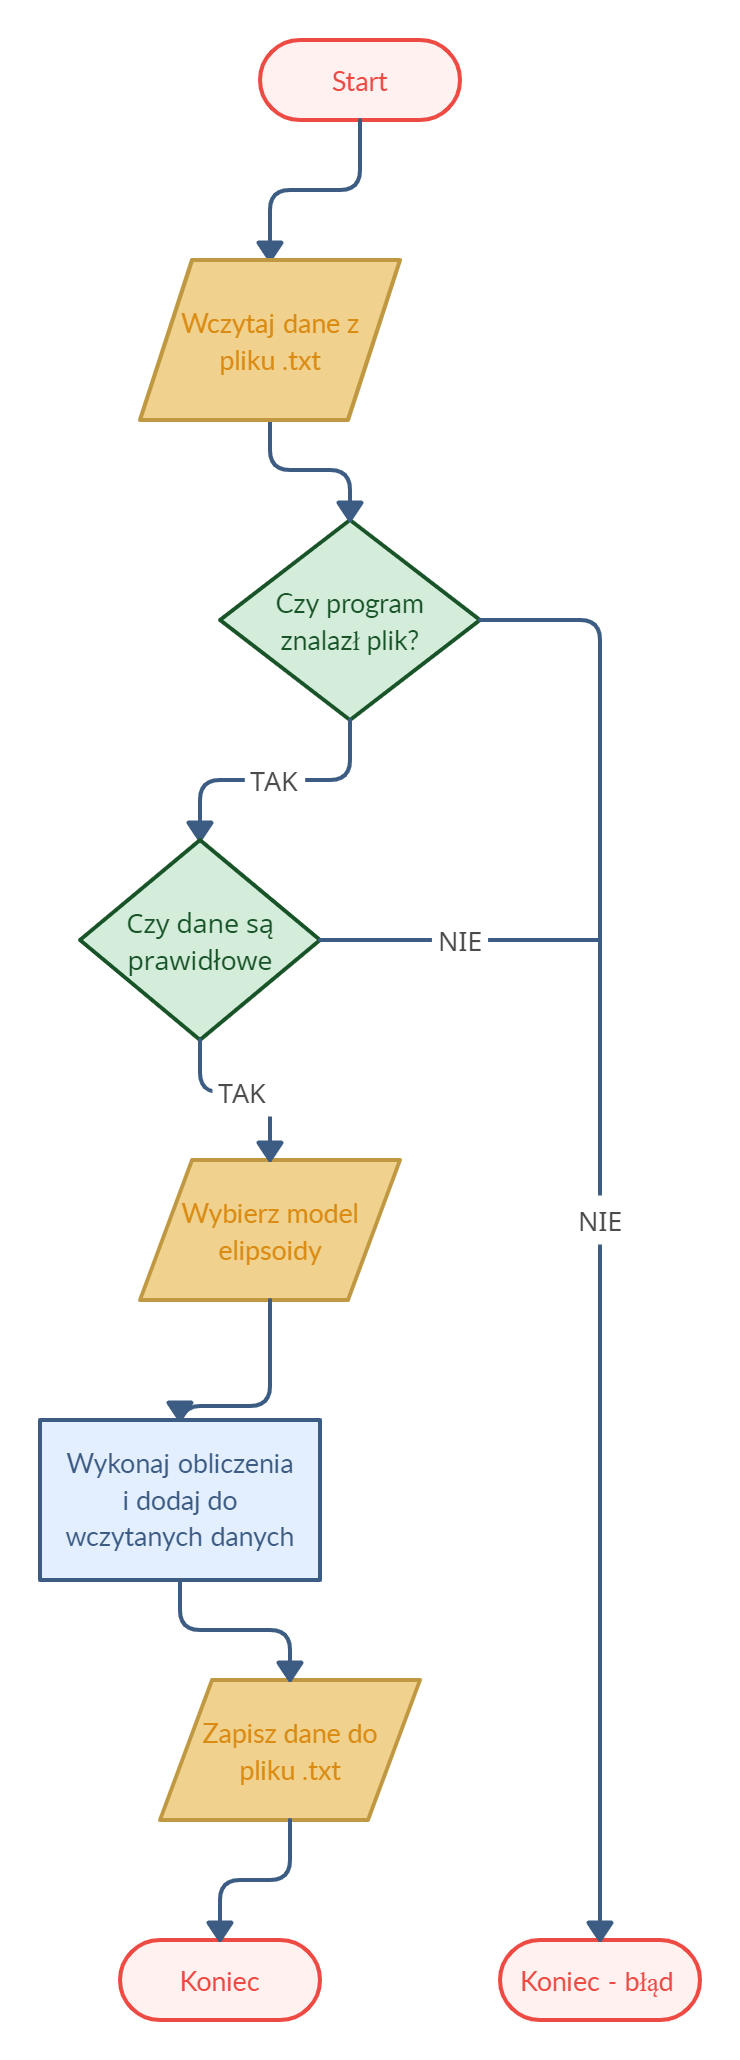 Start
Wczytaj dane z
pliku .txt
Czy program
znalazł plik?
TAK
Czy dane są
prawidłowe
NIE
TAK
Wybierz model
elipsoidy
NIE
Wykonaj obliczenia
i dodaj do
wczytanych danych
Zapisz dane do
pliku .txt
Koniec
Koniec - błąd